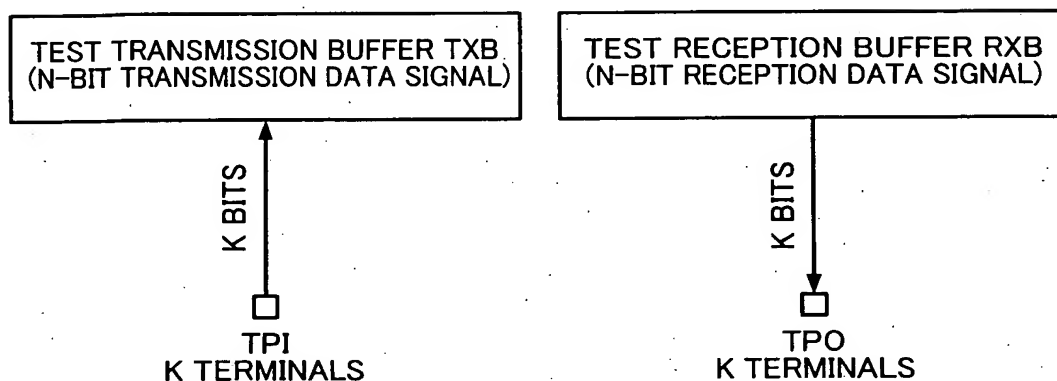 TEST TRANSMISSION BUFFER TXB
(N-BIT TRANSMISSION DATA SIGNAL)
K BITS
TPI
K TERMINALS
TEST RECEPTION BUFFER RXB
(N-BIT RECEPTION DATA SIGNAL)
K BITS
TPO
K TERMINALS